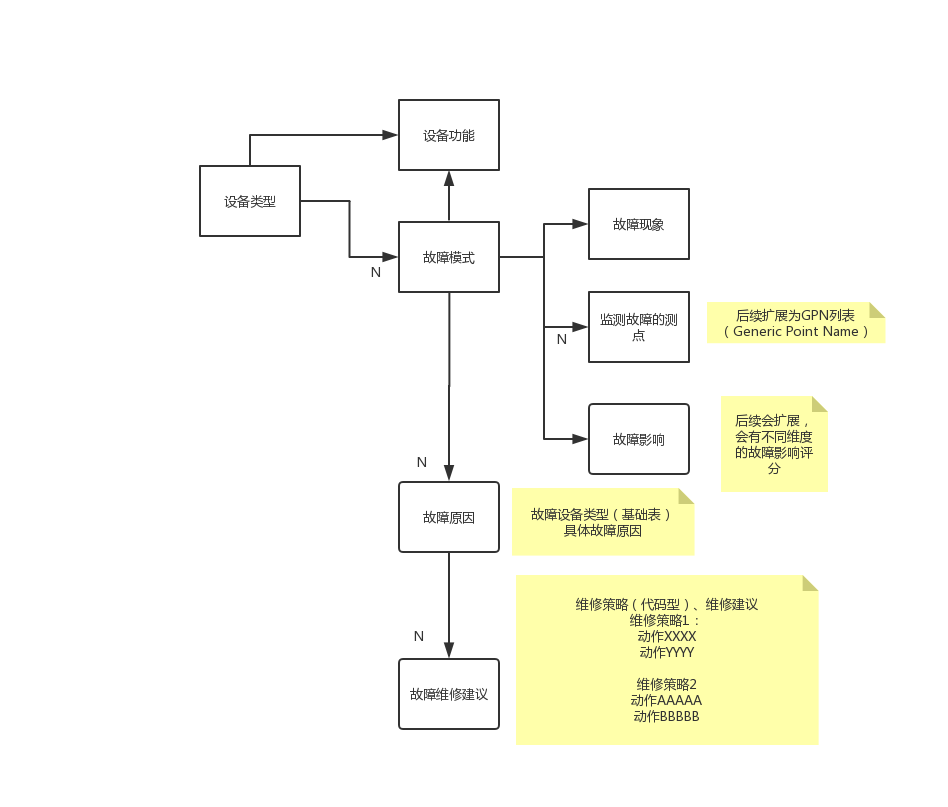 设备功能
设备类型
故障模式
N
故障现象
监测故障的测
点
N
后续扩展为GPN列表
（Generic Point Name）
故障影响
后续会扩展，
会有不同维度
的故障影响评
分
N
故障原因
故障设备类型（基础表）
具体故障原因
N
故障维修建议
维修策略（代码型）、维修建议
维修策略1：
动作XXXX
动作YYYY
维修策略2
动作AAAAA
动作BBBBB